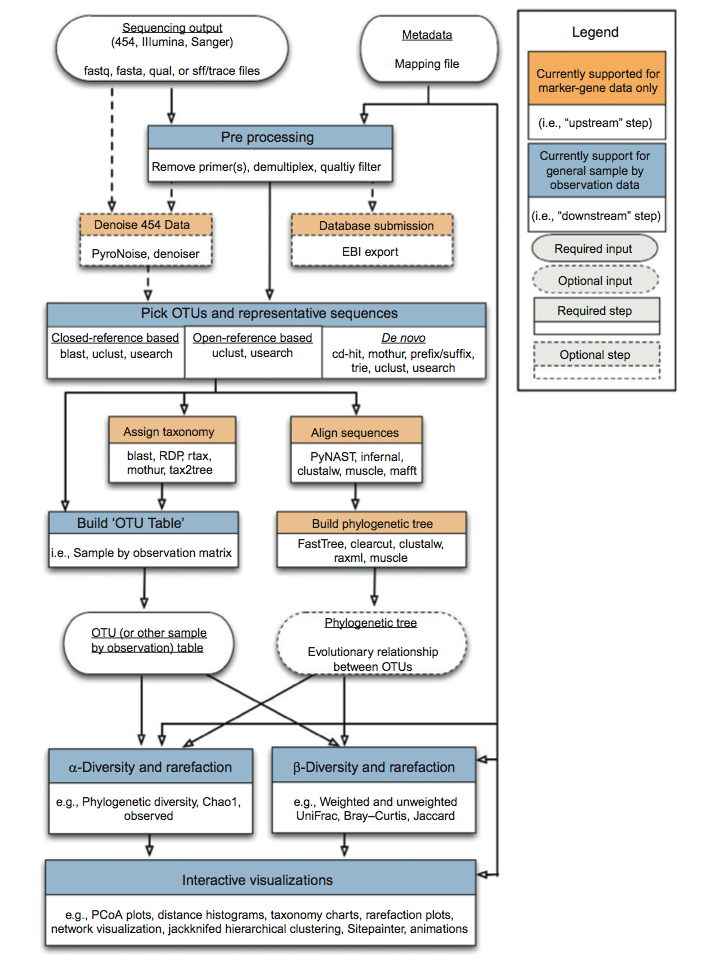 Sequencing output
(454, Illumina, Sanger)
fastq, fasta, qual, or sff/trace files
Metadata
Mapping file
Legend
Currently supported for
marker-gene data only
(i.e., “upstream” step)
Currently support for
general sample by
observation data
(i.e., “downstream” step)
Required input
Optional input
Required step
Optional step
Pre processing
Remove primer(s), demultiplex, qualtiy filter
Denoise 454 Data
PyroNoise, denoiser
Database submission
EBI export
Pick OTUs and representative sequences
Closed-reference based
blast, uclust, usearch
Open-reference based
uclust, usearch
De novo
cd-hit, mothur, prefix/suffix,
trie, uclust, usearch
Assign taxonomy
blast, RDP, rtax,
mothur, tax2tree
Align sequences
PyNAST, infernal,
clustalw, muscle, mafft
Build ‘OTU Table’
i.e., Sample by observation matrix
Build phylogenetic tree
FastTree, clearcut, clustalw,
raxml, muscle
OTU (or other sample
by observation) table
Phylogenetic tree
Evolutionary relationship
between OTUs
α-Diversity and rarefaction
e.g., Phylogenetic diversity, Chao1,
observed
β-Diversity and rarefaction
e.g., Weighted and unweighted
UniFrac, Bray–Curtis, Jaccard
Interactive visualizations
e.g., PCoA plots, distance histograms, taxonomy charts, rarefaction plots,
network visualization, jackknifed hierarchical clustering, Sitepainter, animations